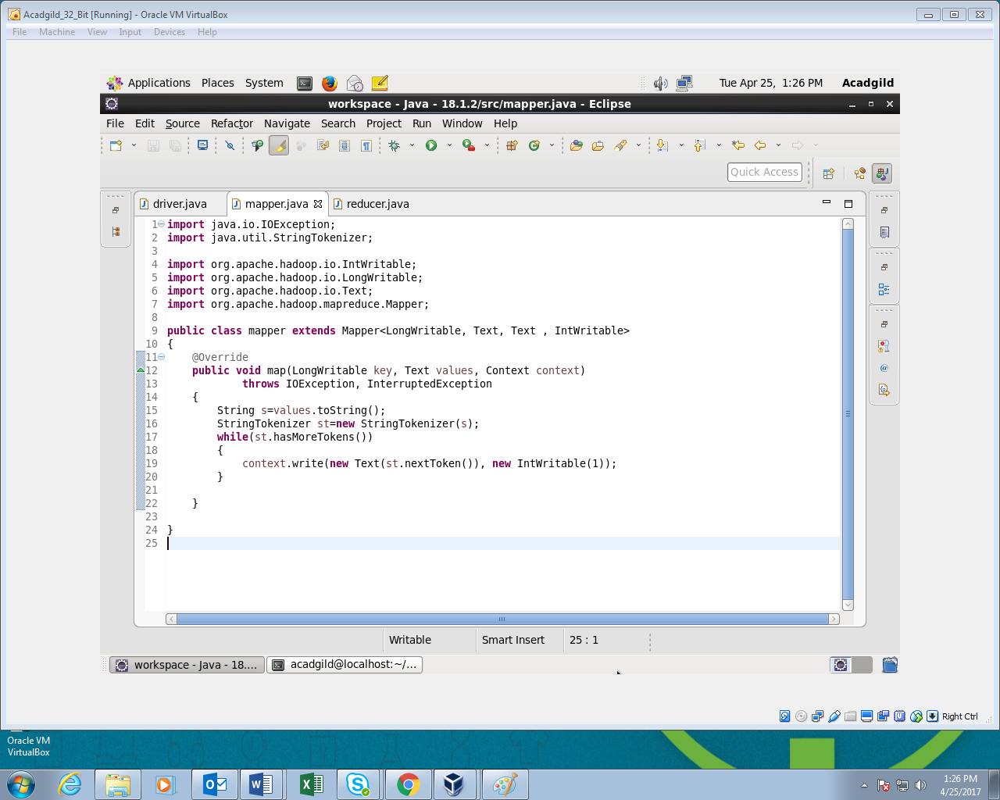 Acadgild_32_Bit [Running] - Oracle VM VirtualBox
File Machine View Input Devices Help
Applications Places System Tue Apr 25, 1:26 PM Acadgild
workspace - Java - 18.1.2/src/mapper.java - Eclipse
File Edit Source Refactor Navigate Search Project Run Window Help
Quick Access
driver.java mapper.java reducer.java
1 import java.io.IOException;
2 import java.util.StringTokenizer;
3
4 import org.apache.hadoop.io.IntWritable;
5 import org.apache.hadoop.io.LongWritable;
6 import org.apache.hadoop.io.Text;
7 import org.apache.hadoop.mapreduce.Mapper;
8
9 public class mapper extends Mapper<LongWritable, Text, Text , IntWritable>
10 {
11     @Override
12     public void map(LongWritable key, Text values, Context context)
13             throws IOException, InterruptedException
14     {
15         String s=values.toString();
16         StringTokenizer st=new StringTokenizer(s);
17         while(st.hasMoreTokens())
18         {
19             context.write(new Text(st.nextToken()), new IntWritable(1));
20         }
21
22     }
23
24 }
25
Writable Smart Insert 25 : 1
workspace - Java - 18.... acadgild@localhost:~/...
Right Ctrl
Oracle VM
VirtualBox
1:26 PM
4/25/2017